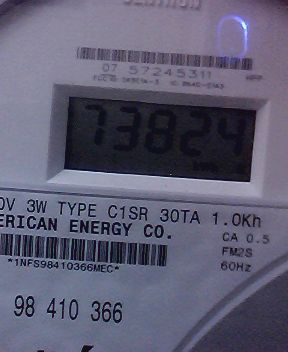 CENTRON
07 57245311
73824
0V 3W TYPE C1SR 30TA 1.0Kh
ERICAN ENERGY CO.
CA 0.5
*1NFS98410366MEC*
FM2S
60Hz
98 410 366